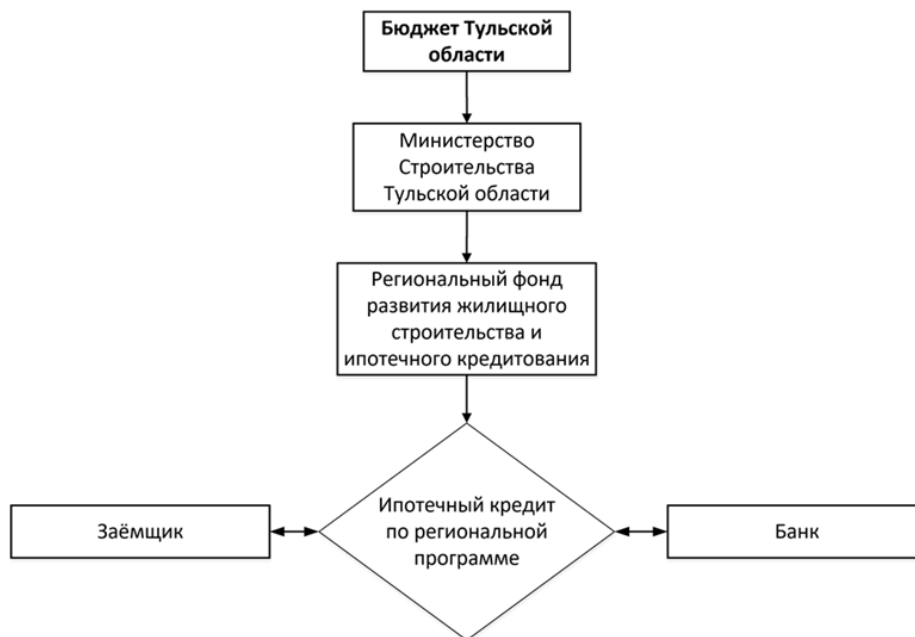 Бюджет Тульской
области
Министерство
Строительства
Тульской области
Региональный фонд
развития жилищного
строительства и
ипотечного кредитования
Ипотечный кредит
по региональной
программе
Заёмщик
Банк